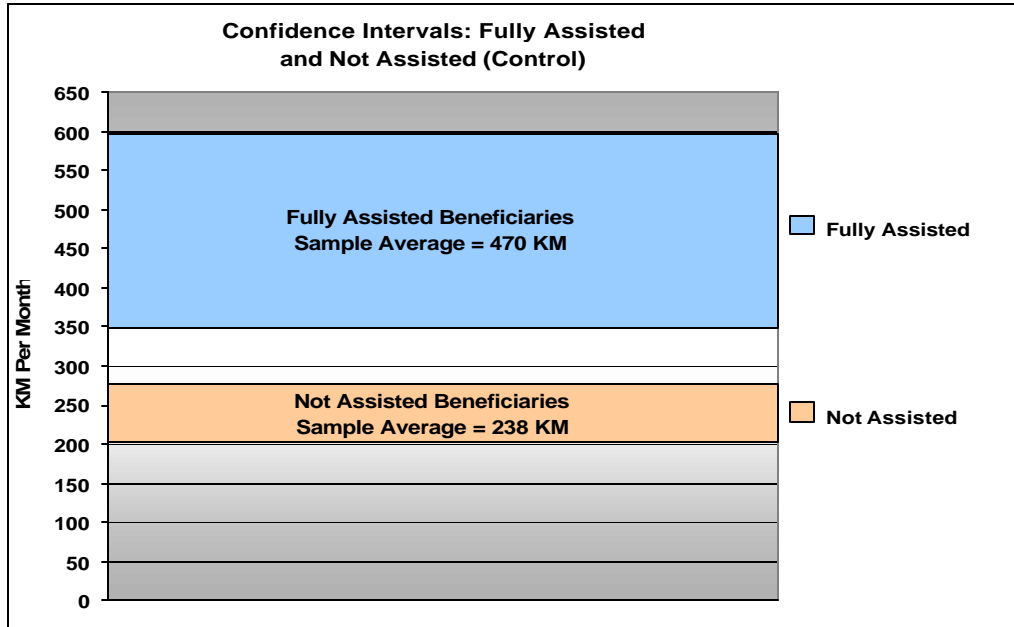 Confidence Intervals: Fully Assisted
and Not Assisted (Control)
KM Per Month
650
600
550
500
450
400
350
300
250
200
150
100
50
0
Fully Assisted Beneficiaries
Sample Average = 470 KM
Not Assisted Beneficiaries
Sample Average = 238 KM
Fully Assisted
Not Assisted